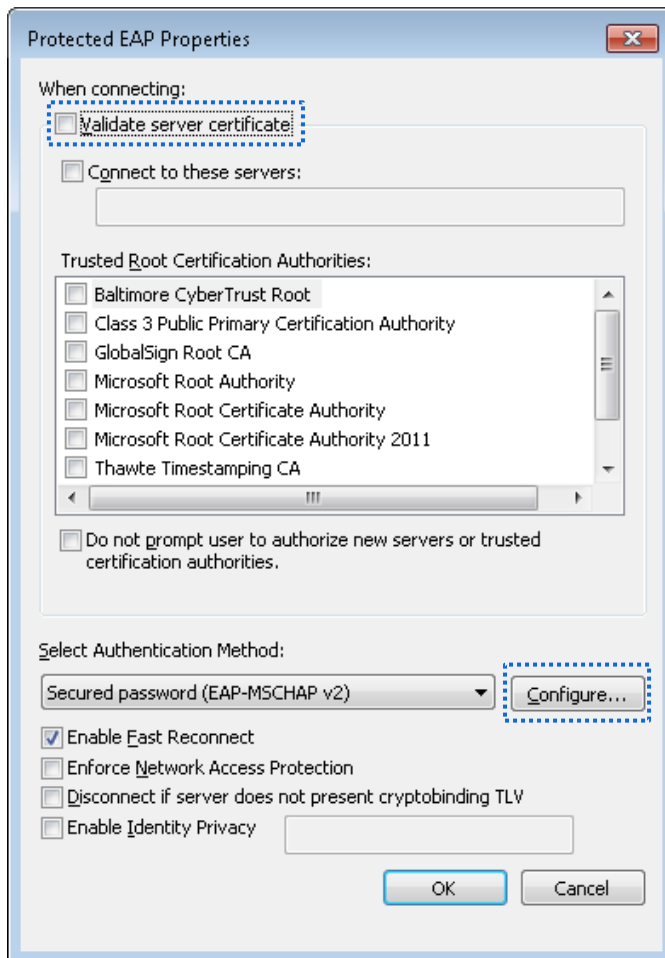 Protected EAP Properties
When connecting:
Validate server certificate
Connect to these servers:
Trusted Root Certification Authorities:
Baltimore CyberTrust Root
Class 3 Public Primary Certification Authority
GlobalSign Root CA
Microsoft Root Authority
Microsoft Root Certificate Authority
Microsoft Root Certificate Authority 2011
Thawte Timestamping CA
Do not prompt user to authorize new servers or trusted
certification authorities.
Select Authentication Method:
Secured password (EAP-MSCHAP v2) Configure...
Enable Fast Reconnect
Enforce Network Access Protection
Disconnect if server does not present cryptobinding TLV
Enable Identity Privacy
OK Cancel